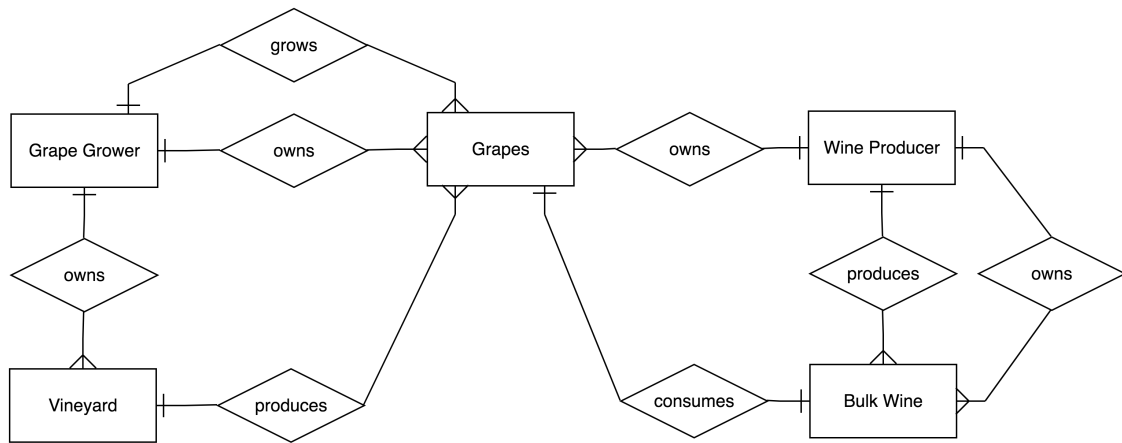 grows
Grape Grower
owns
Grapes
owns
Wine Producer
owns
produces
owns
Vineyard
produces
consumes
Bulk Wine